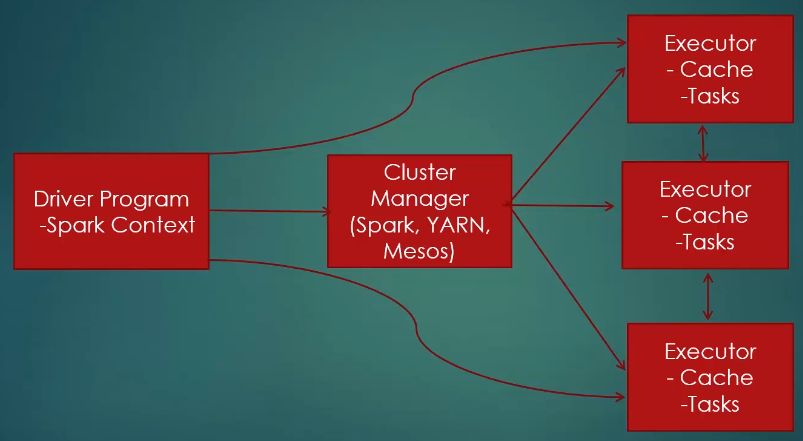 Driver Program
-Spark Context
Cluster
Manager
(Spark, YARN,
Mesos)
Executor
- Cache
-Tasks
Executor
- Cache
-Tasks
Executor
- Cache
-Tasks